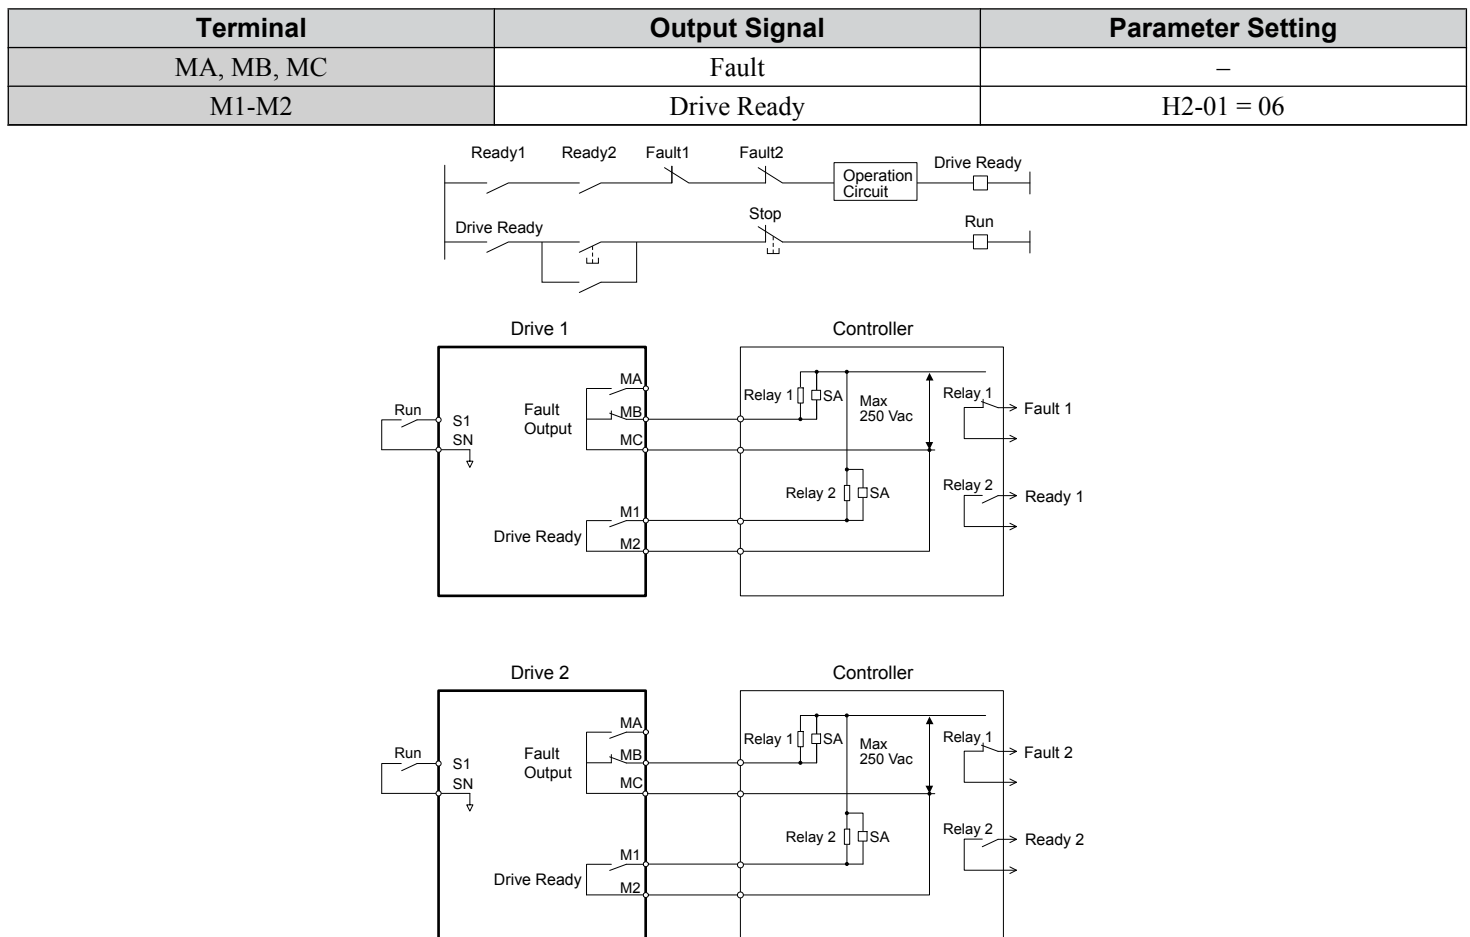 Terminal Output Signal Parameter Setting
MA, MB, MC Fault –
M1-M2 Drive Ready H2-01 = 06
Ready1 Ready2 Fault1 Fault2 Drive Ready
Operation
Circuit
Drive Ready Stop Run
Drive 1 Controller
Run
S1
SN
Fault
Output
MA
MB
MC
Relay 1
SA
Max
250 Vac
Relay 1
Fault 1
Relay 2
SA
Relay 2
Ready 1
Drive Ready
M1
M2
Drive 2 Controller
Run
S1
SN
Fault
Output
MA
MB
MC
Relay 1
SA
Max
250 Vac
Relay 1
Fault 2
Relay 2
SA
Relay 2
Ready 2
Drive Ready
M1
M2